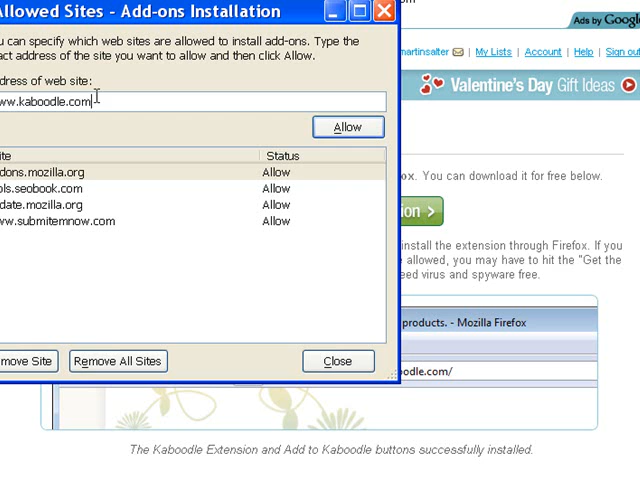 Allowed Sites - Add-ons Installation
com
Ads by Google
can specify which web sites are allowed to install add-ons. Type the
address of the site you want to allow and then click Allow.
martinsalter | My Lists | Account | Help | Sign out
dress of web site:
Valentine's Day Gift Ideas
ww.kaboodle.com
Allow
ite Status
dons.mozilla.org Allow
ols.seobook.com Allow
date.mozilla.org Allow
ww.submitemnow.com Allow
fox. You can download it for free below.
ion >
install the extension through Firefox. If you
allowed, you may have to hit the "Get the
eed virus and spyware free.
products. - Mozilla Firefox
move Site Remove All Sites Close
odle.com/
The Kaboodle Extension and Add to Kaboodle buttons successfully installed.